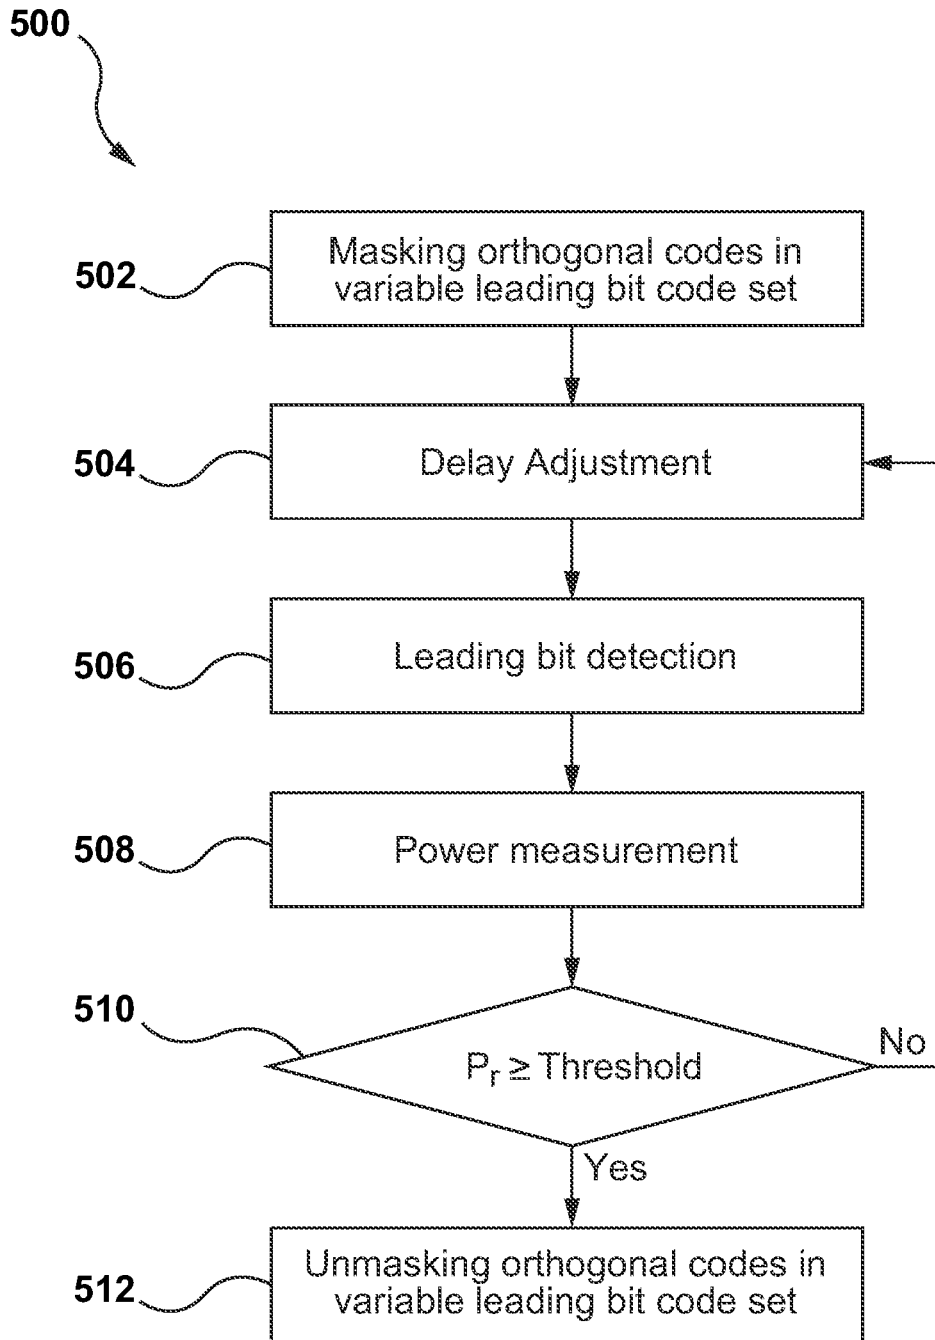 500
502
Masking orthogonal codes in
variable leading bit code set
504
Delay Adjustment
506
Leading bit detection
508
Power measurement
510
Pr ≥ Threshold
No
Yes
512
Unmasking orthogonal codes in
variable leading bit code set